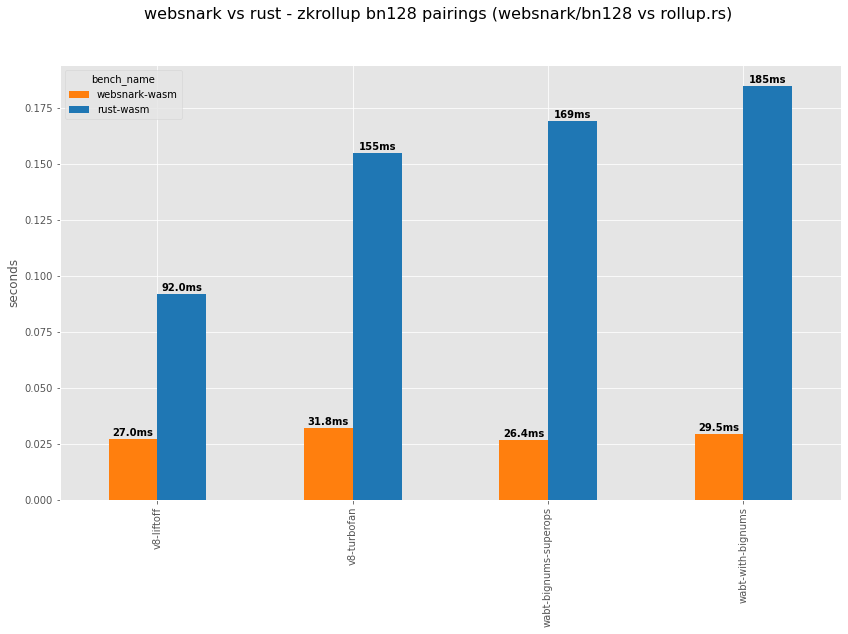 websnark vs rust - zkrollup bn128 pairings (websnark/bn128 vs rollup.rs)
bench_name
websnark-wasm
rust-wasm
seconds
0.175
0.150
0.125
0.100
0.075
0.050
0.025
0.000
27.0ms
92.0ms
31.8ms
155ms
26.4ms
169ms
29.5ms
185ms
v8-liftoff
v8-turbofan
wabt-bignums-superops
wabt-with-bignums